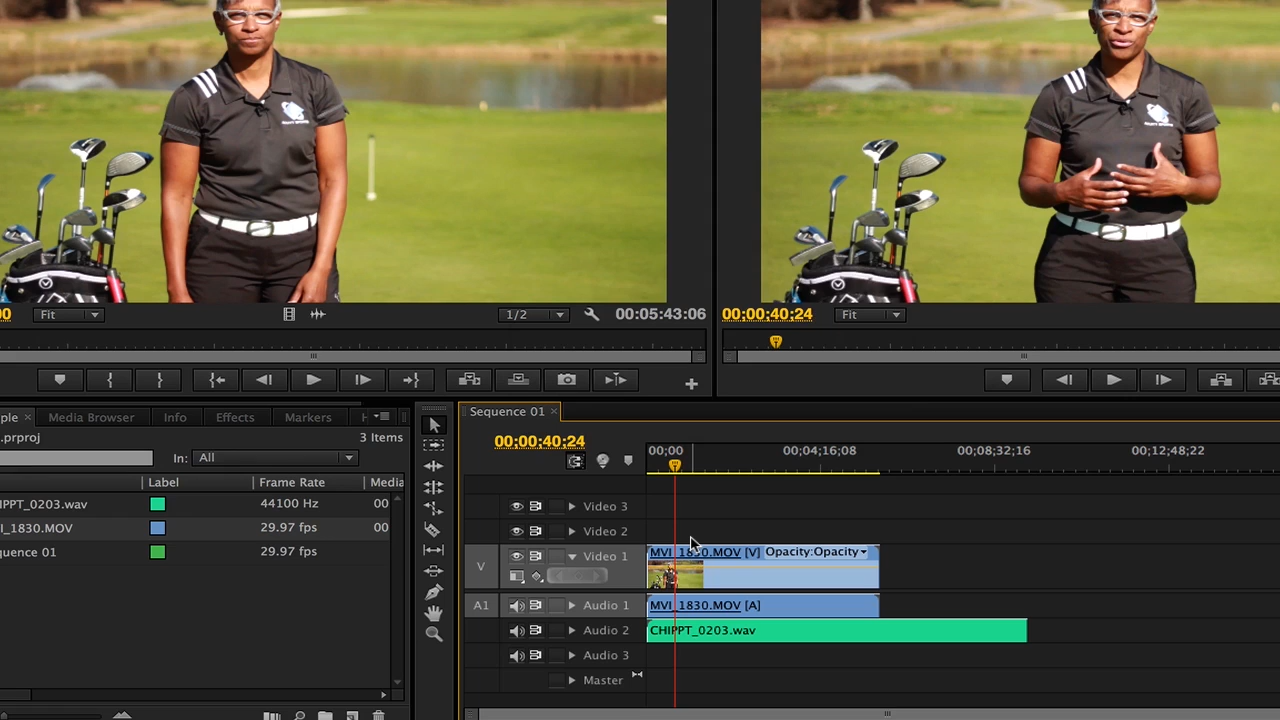 00
Fit
1/2
00:05:43:06
00;00;40;24
Fit
ple ×
Media Browser
Info
Effects
Markers
.prproj
3 Items
In:
All
Label
Frame Rate
Media
IPPT_0203.wav
44100 Hz
00
I_1830.MOV
29.97 fps
00
quence 01
29.97 fps
Sequence 01 ×
00;00;40;24
00;00
00;04;16;08
00;08;32;16
00;12;48;22
Video 3
Video 2
V
Video 1
MVI_1830.MOV [V]
Opacity:Opacity
A1
Audio 1
MVI_1830.MOV [A]
Audio 2
CHIPPT_0203.wav
Audio 3
Master